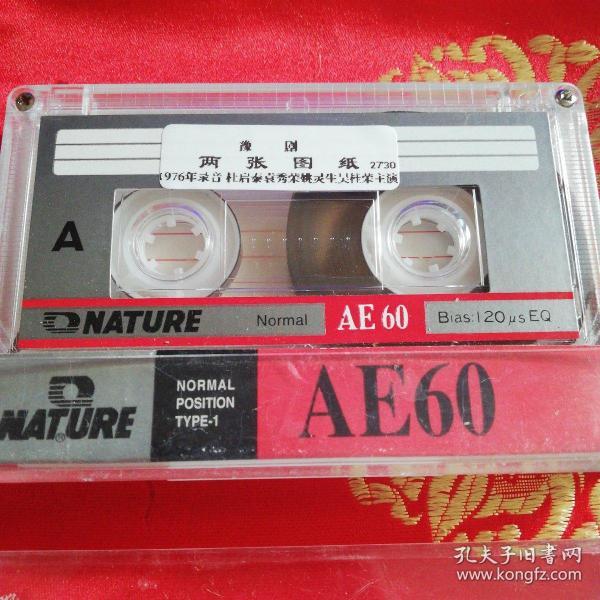 豫 剧
两 张 图 纸 2730
1976年录音 杜启泰袁秀荣姚灵生吴桂荣主演
A
NATURE Normal AE 60 Bias:120μs EQ
NATURE®
NORMAL
POSITION
TYPE-1
AE60
孔夫子旧书网
www.kongfz.com